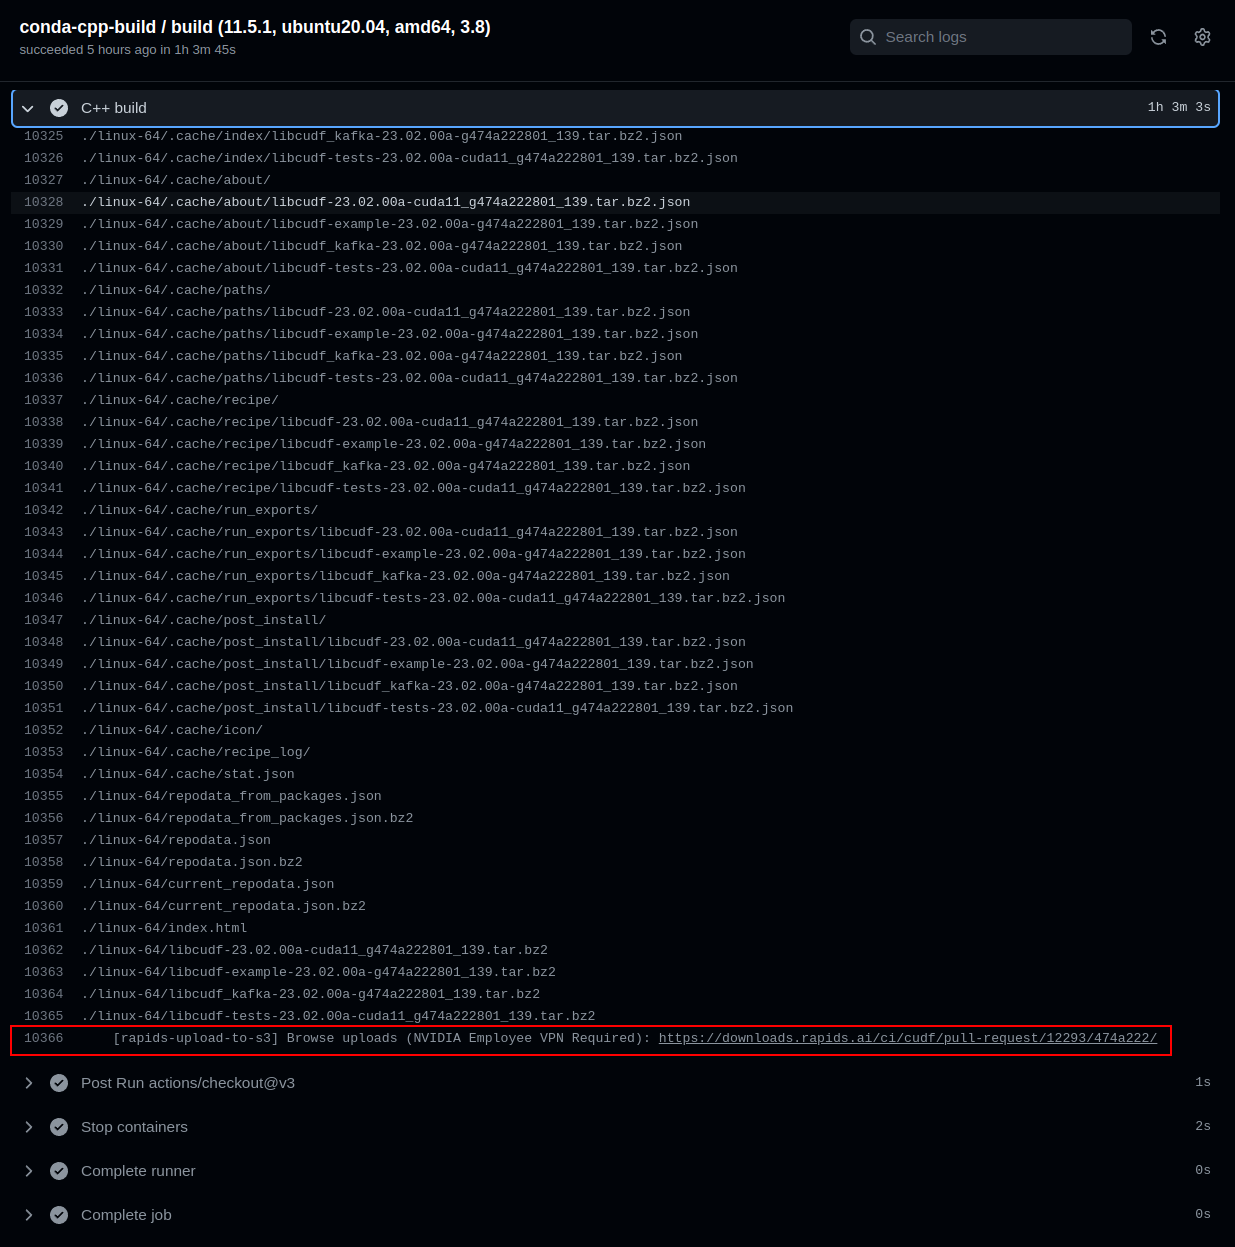 conda-cpp-build / build (11.5.1, ubuntu20.04, amd64, 3.8)
succeeded 5 hours ago in 1h 3m 45s
Search logs
C++ build 1h 3m 3s
10325 ./linux-64/.cache/index/libcudf_kafka-23.02.00a-g474a222801_139.tar.bz2.json
10326 ./linux-64/.cache/index/libcudf-tests-23.02.00a-cuda11_g474a222801_139.tar.bz2.json
10327 ./linux-64/.cache/about/
10328 ./linux-64/.cache/about/libcudf-23.02.00a-cuda11_g474a222801_139.tar.bz2.json
10329 ./linux-64/.cache/about/libcudf-example-23.02.00a-g474a222801_139.tar.bz2.json
10330 ./linux-64/.cache/about/libcudf_kafka-23.02.00a-g474a222801_139.tar.bz2.json
10331 ./linux-64/.cache/about/libcudf-tests-23.02.00a-cuda11_g474a222801_139.tar.bz2.json
10332 ./linux-64/.cache/paths/
10333 ./linux-64/.cache/paths/libcudf-23.02.00a-cuda11_g474a222801_139.tar.bz2.json
10334 ./linux-64/.cache/paths/libcudf-example-23.02.00a-g474a222801_139.tar.bz2.json
10335 ./linux-64/.cache/paths/libcudf_kafka-23.02.00a-g474a222801_139.tar.bz2.json
10336 ./linux-64/.cache/paths/libcudf-tests-23.02.00a-cuda11_g474a222801_139.tar.bz2.json
10337 ./linux-64/.cache/recipe/
10338 ./linux-64/.cache/recipe/libcudf-23.02.00a-cuda11_g474a222801_139.tar.bz2.json
10339 ./linux-64/.cache/recipe/libcudf-example-23.02.00a-g474a222801_139.tar.bz2.json
10340 ./linux-64/.cache/recipe/libcudf_kafka-23.02.00a-g474a222801_139.tar.bz2.json
10341 ./linux-64/.cache/recipe/libcudf-tests-23.02.00a-cuda11_g474a222801_139.tar.bz2.json
10342 ./linux-64/.cache/run_exports/
10343 ./linux-64/.cache/run_exports/libcudf-23.02.00a-cuda11_g474a222801_139.tar.bz2.json
10344 ./linux-64/.cache/run_exports/libcudf-example-23.02.00a-g474a222801_139.tar.bz2.json
10345 ./linux-64/.cache/run_exports/libcudf_kafka-23.02.00a-g474a222801_139.tar.bz2.json
10346 ./linux-64/.cache/run_exports/libcudf-tests-23.02.00a-cuda11_g474a222801_139.tar.bz2.json
10347 ./linux-64/.cache/post_install/
10348 ./linux-64/.cache/post_install/libcudf-23.02.00a-cuda11_g474a222801_139.tar.bz2.json
10349 ./linux-64/.cache/post_install/libcudf-example-23.02.00a-g474a222801_139.tar.bz2.json
10350 ./linux-64/.cache/post_install/libcudf_kafka-23.02.00a-g474a222801_139.tar.bz2.json
10351 ./linux-64/.cache/post_install/libcudf-tests-23.02.00a-cuda11_g474a222801_139.tar.bz2.json
10352 ./linux-64/.cache/icon/
10353 ./linux-64/.cache/recipe_log/
10354 ./linux-64/.cache/stat.json
10355 ./linux-64/repodata_from_packages.json
10356 ./linux-64/repodata_from_packages.json.bz2
10357 ./linux-64/repodata.json
10358 ./linux-64/repodata.json.bz2
10359 ./linux-64/current_repodata.json
10360 ./linux-64/current_repodata.json.bz2
10361 ./linux-64/index.html
10362 ./linux-64/libcudf-23.02.00a-cuda11_g474a222801_139.tar.bz2
10363 ./linux-64/libcudf-example-23.02.00a-g474a222801_139.tar.bz2
10364 ./linux-64/libcudf_kafka-23.02.00a-g474a222801_139.tar.bz2
10365 ./linux-64/libcudf-tests-23.02.00a-cuda11_g474a222801_139.tar.bz2
10366 [rapids-upload-to-s3] Browse uploads (NVIDIA Employee VPN Required): https://downloads.rapids.ai/ci/cudf/pull-request/12293/474a222/
Post Run actions/checkout@v3 1s
Stop containers 2s
Complete runner 0s
Complete job 0s